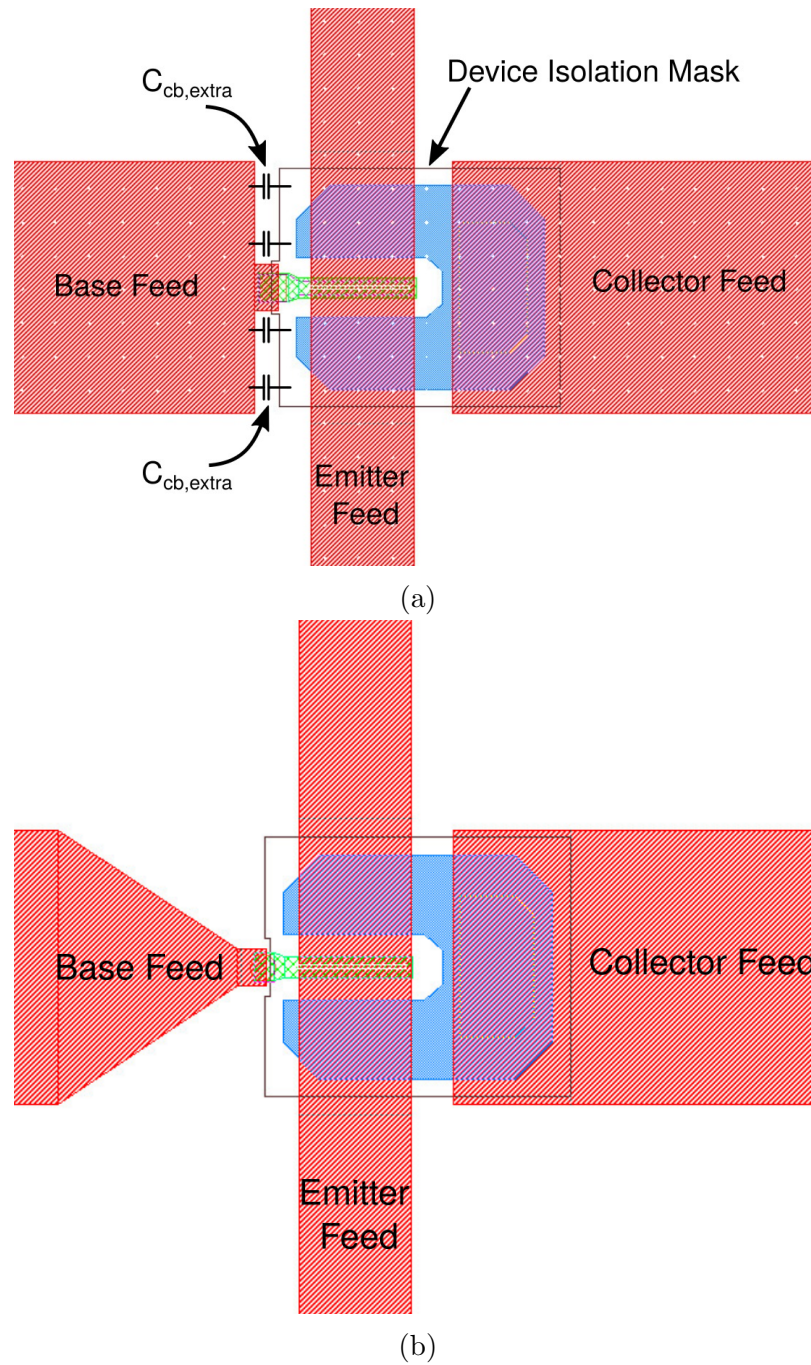 C_cb,extra
Device Isolation Mask
Base Feed
Collector Feed
C_cb,extra
Emitter
Feed
(a)
Base Feed
Collector Feed
Emitter
Feed
(b)